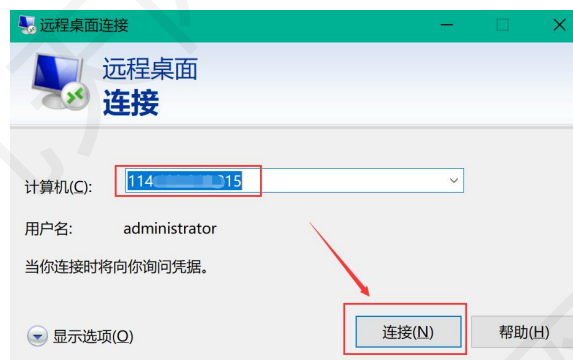 远程桌面连接
远程桌面
连接
计算机(C): 114 15
用户名: administrator
当你连接时将向你询问凭据。
显示选项(O) 连接(N) 帮助(H)